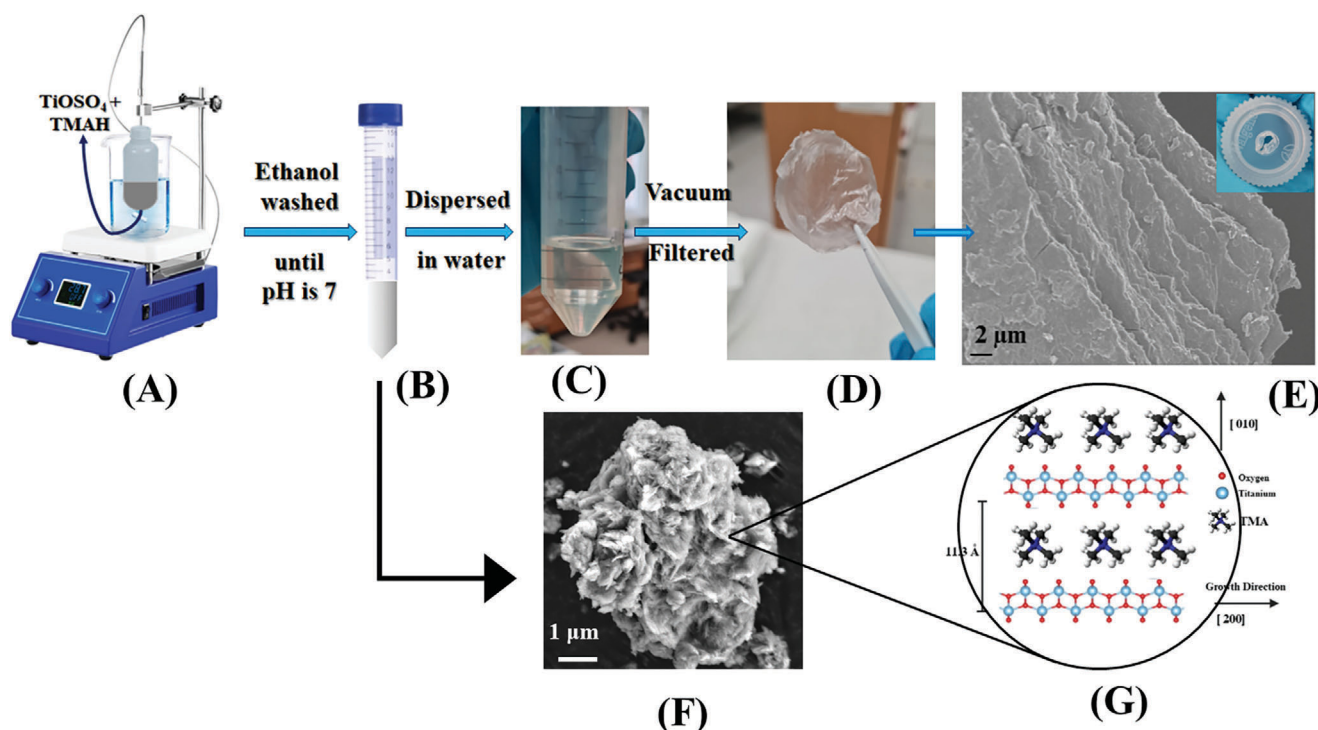 TiOSO4 +
TMAH
Ethanol
washed
until
pH is 7
Dispersed
in water
Vacuum
Filtered
2 µm
(A)
(B)
(C)
(D)
(E)
[ 010]
Oxygen
Titanium
TMA
11.3 Å
Growth Direction
[ 200]
1 µm
(F)
(G)